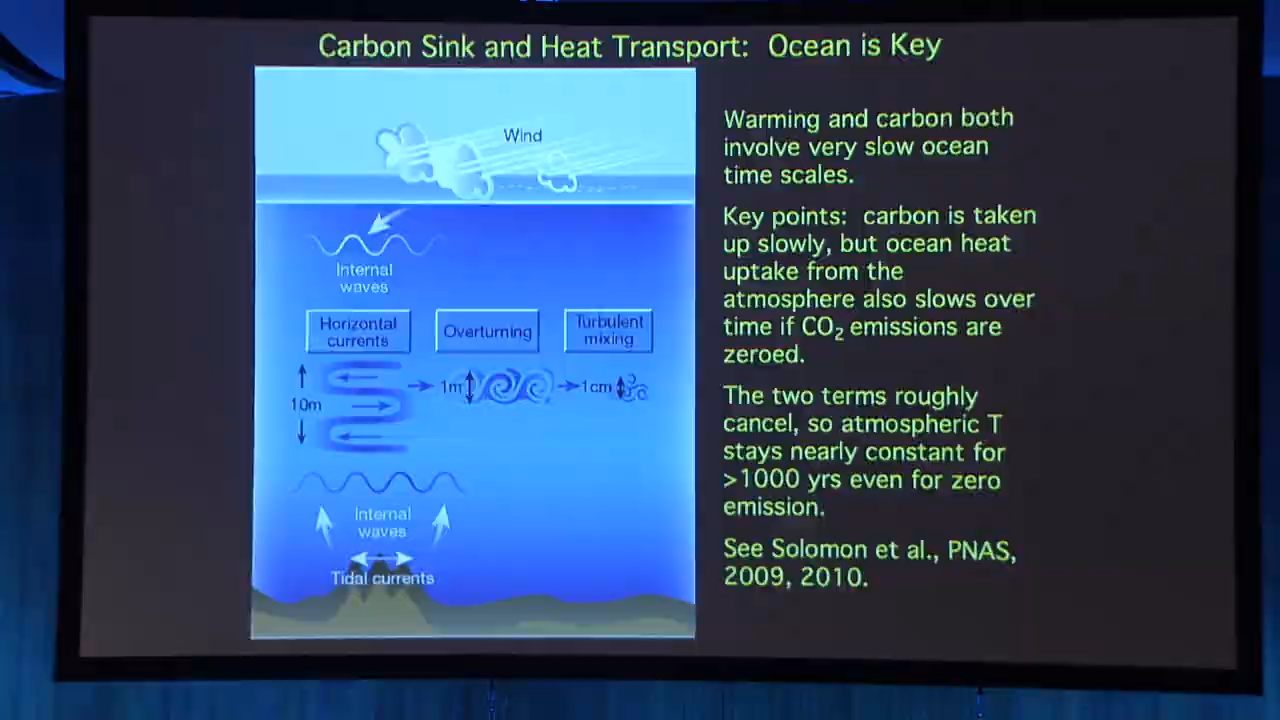 Carbon Sink and Heat Transport: Ocean is Key
Wind
Internal
waves
Horizontal
currents
Overturning
Turbulent
mixing
10m
1m
1cm
Internal
waves
Tidal currents
Warming and carbon both
involve very slow ocean
time scales.
Key points: carbon is taken
up slowly, but ocean heat
uptake from the
atmosphere also slows over
time if CO₂ emissions are
zeroed.
The two terms roughly
cancel, so atmospheric T
stays nearly constant for
>1000 yrs even for zero
emission.
See Solomon et al., PNAS,
2009, 2010.